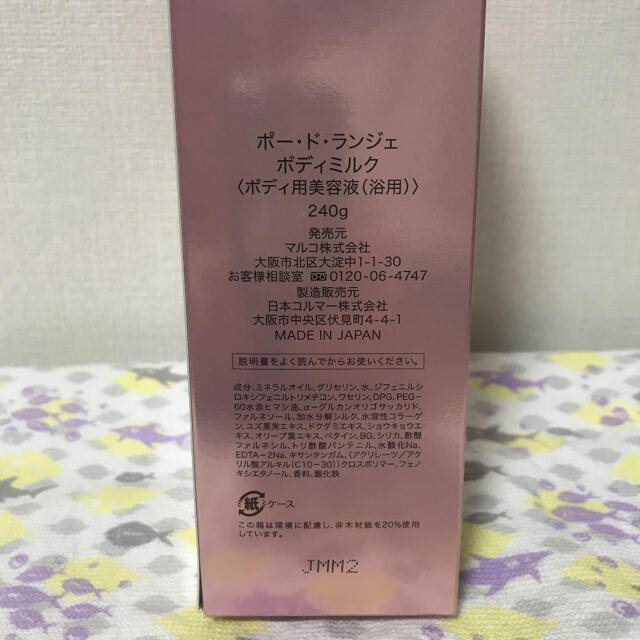 ポー・ド・ランジェ
ボディミルク
〈ボディ用美容液(浴用)〉
240g
発売元
マルコ株式会社
大阪市北区大淀中1-1-30
お客様相談室 0120-06-4747
製造販売元
日本コルマー株式会社
大阪市中央区伏見町4-4-1
MADE IN JAPAN
説明書をよく読んでからお使いください。
成分:ミネラルオイル、グリセリン、水、ジフェニルシ
ロキシフェニルトリメチコン、ワセリン、DPG、PEG-
60水添ヒマシ油、α-グルカンオリゴサッカリド、
ファルネソール、加水分解シルク、水溶性コラーゲ
ン、ユズ果実エキス、ドクダミエキス、ショウキョウエキ
ス、オリーブ葉エキス、ベタイン、BG、シリカ、酢酸
ファルネシル、トリ酢酸パンテニル、水酸化Na、
EDTA-2Na、キサンタンガム、(アクリレーツ/アク
リル酸アルキル(C10-30))クロスポリマー、フェノ
キシエタノール、香料、酸化鉄
紙 ケース
この箱は環境に配慮し、非木材紙を20%使用
しています。
JMM2